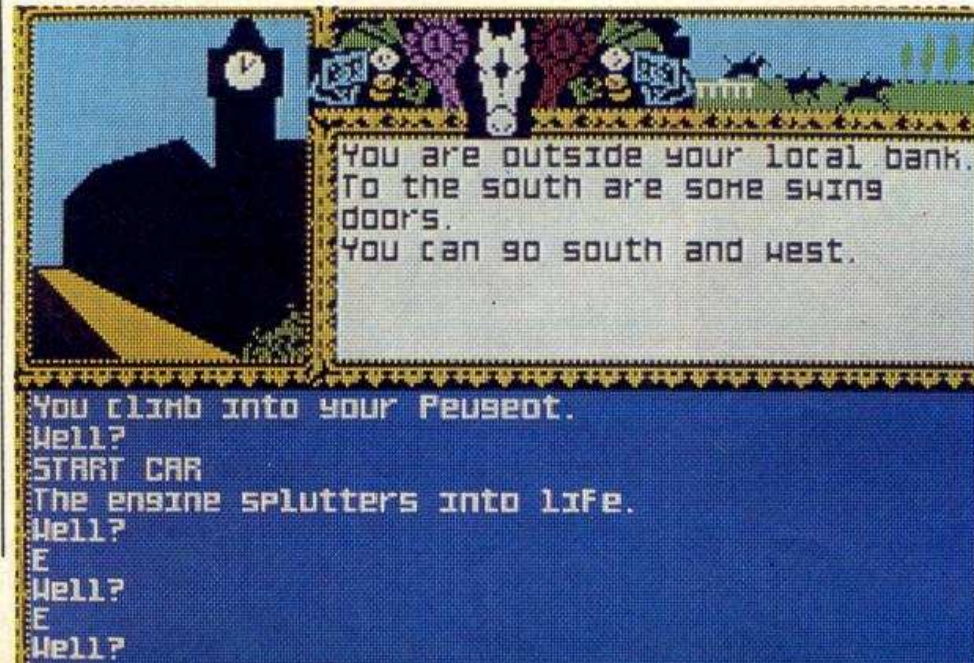 You are outside your local bank.
To the south are some swing
doors.
You can go south and west.
You climb into your Peugeot.
Well?
START CAR
The engine splutters into life.
Well?
E
Well?
E
Well?